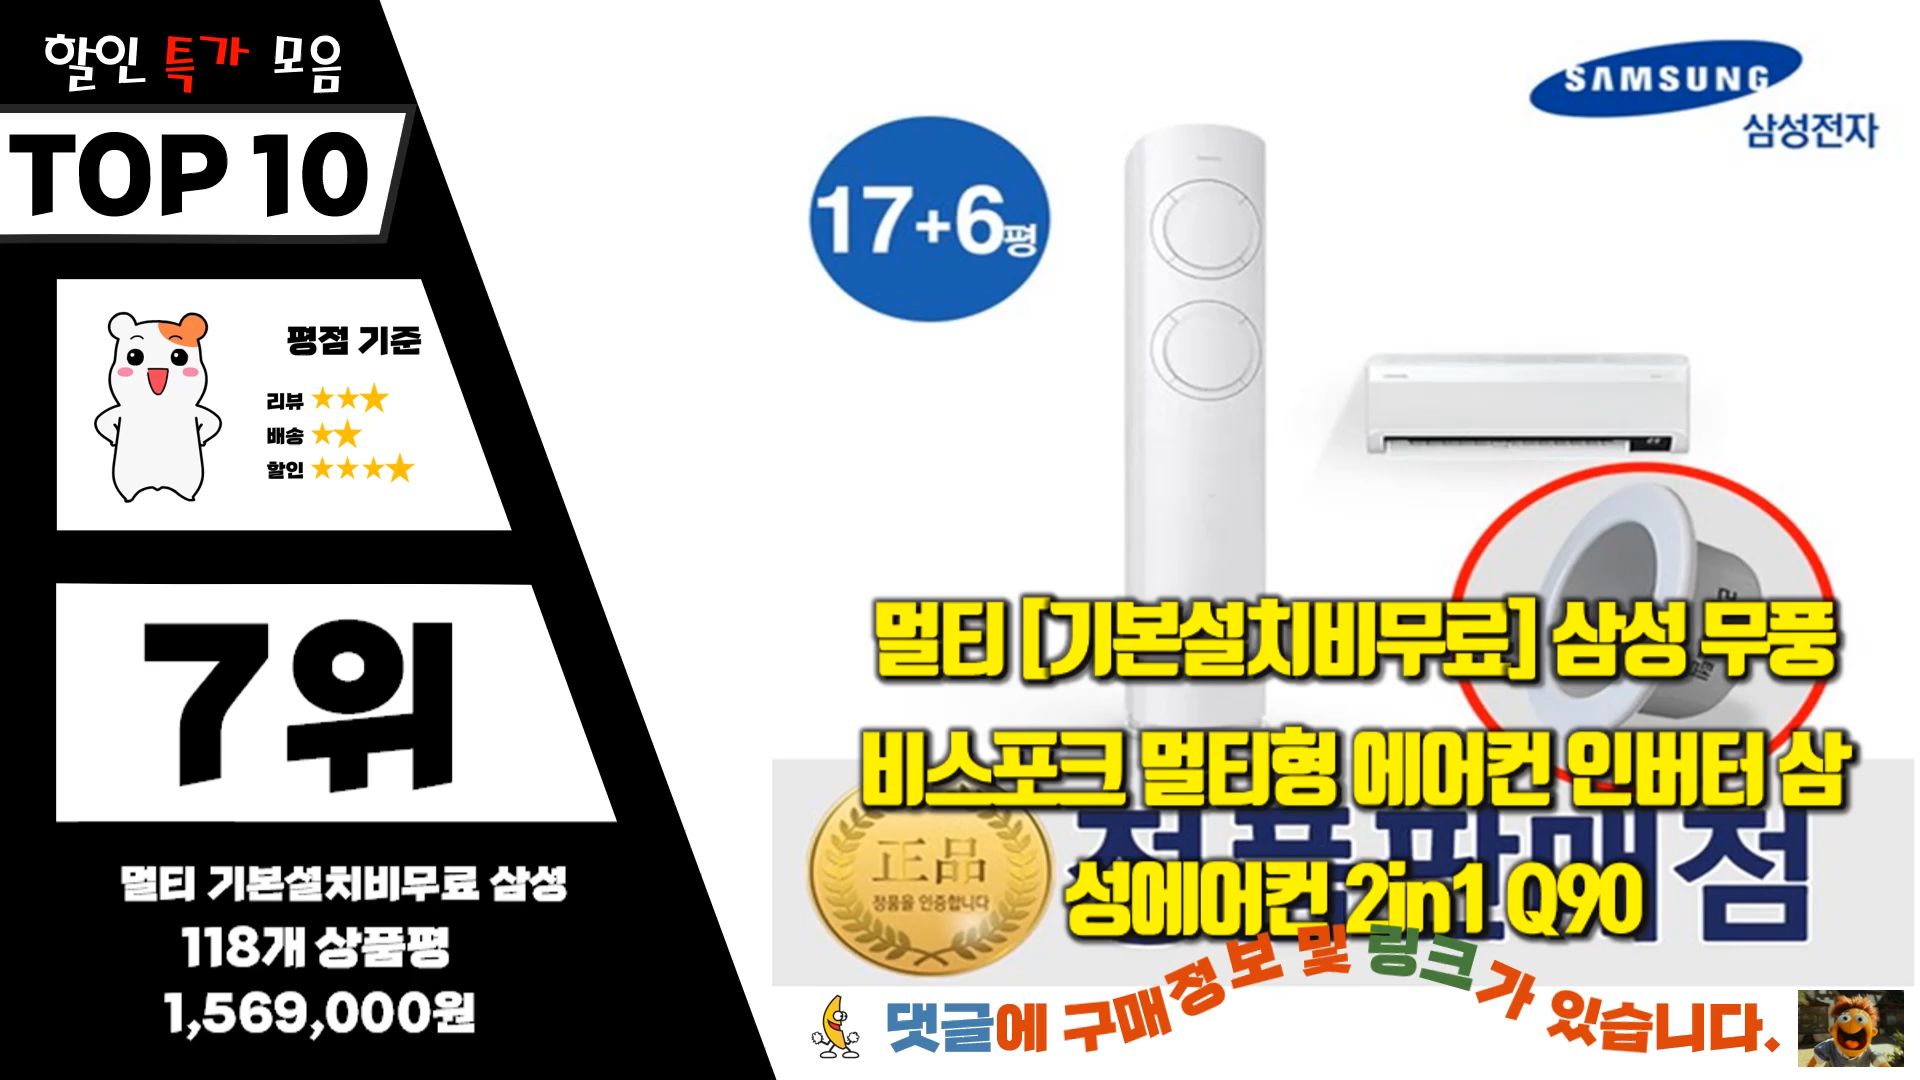 할인 특가 모음
TOP 10
평점 기준
리뷰 ★★★
배송 ★★
할인 ★★★★
7위
멀티 기본설치비무료 삼성
118개 상품평
1,569,000원
SAMSUNG
삼성전자
17+6평
멀티 [기본설치비무료] 삼성 무풍
비스포크 멀티형 에어컨 인버터 삼
성에어컨 2in1 Q90
正品
정품을 인증합니다
정품판매점
댓글에 구매정보 및 링크가 있습니다.